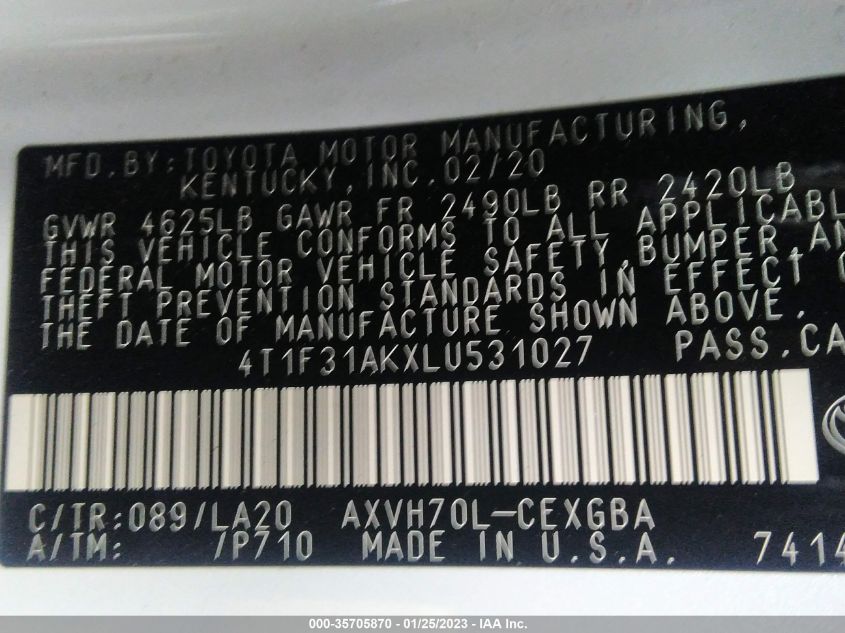 MFD.BY:TOYOTA MOTOR MANUFACTURING,
KENTUCKY,INC.02/20
GVWR 4625LB GAWR FR 2490LB RR 2420LB
THIS VEHICLE CONFORMS TO ALL APPLICABL
FEDERAL MOTOR VEHICLE SAFETY,BUMPER,AN
THEFT PREVENTION STANDARDS IN EFFECT O
THE DATE OF MANUFACTURE SHOWN ABOVE.
4T1F31AKXLU531027 PASS.CA
C/TR:089/LA20 AXVH70L-CEXGBA
A/TM: /P710 MADE IN U.S.A. 7414
000-35705870 - 01/25/2023 - IAA Inc.